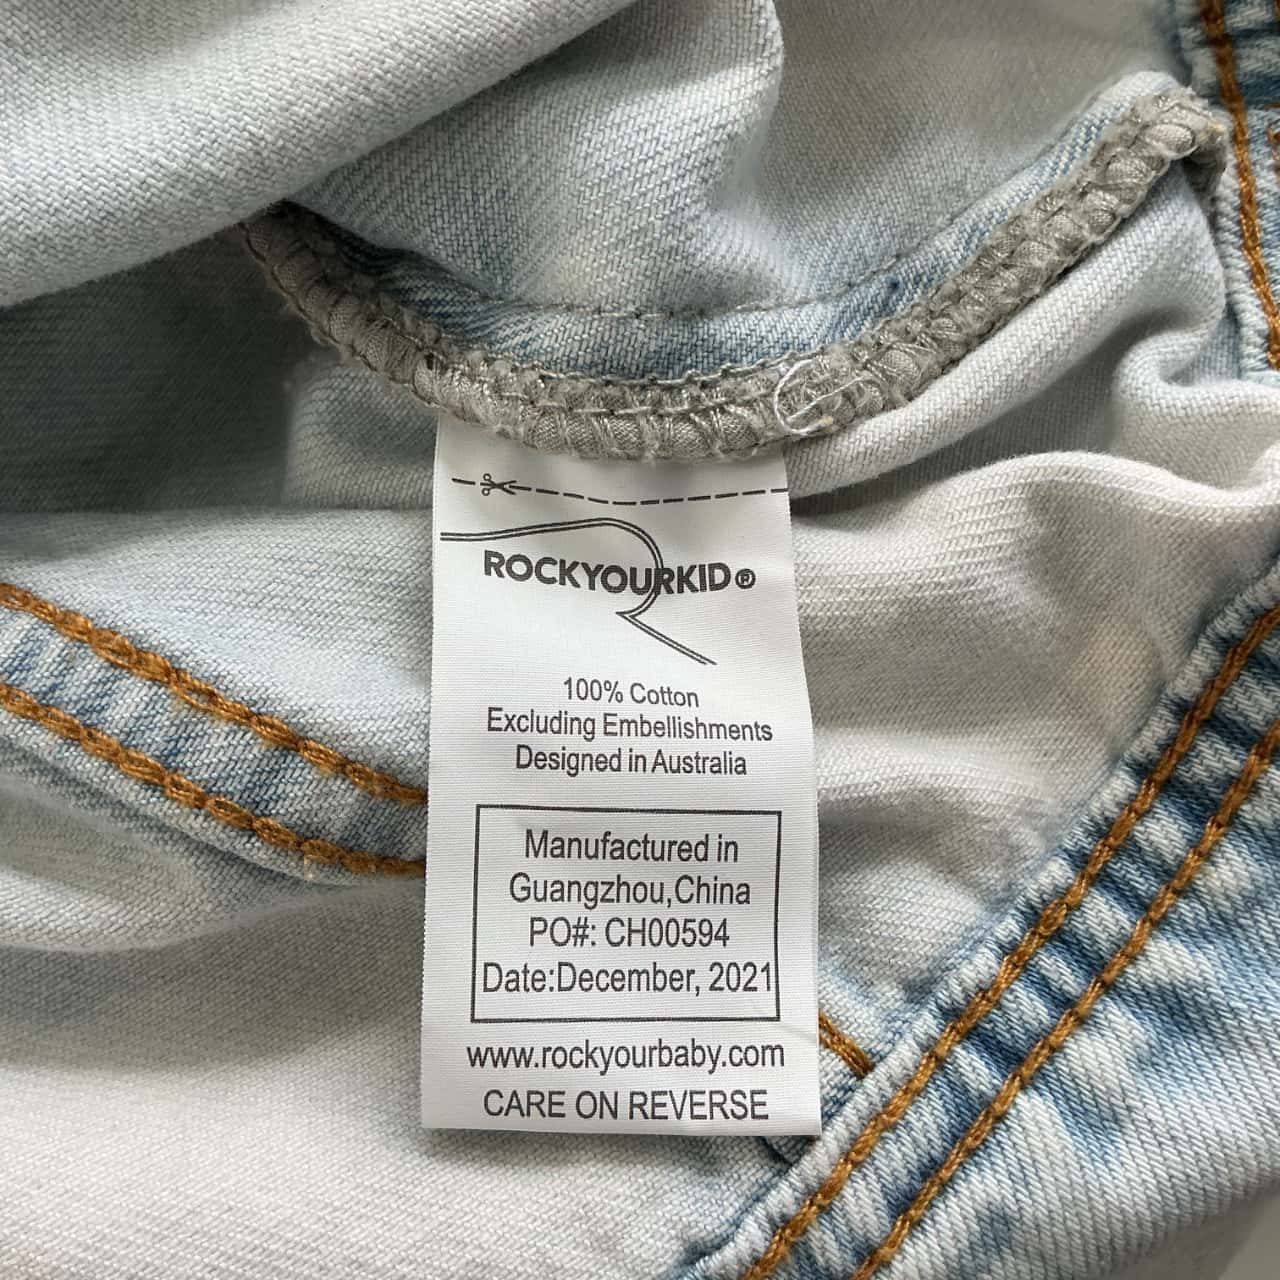 ROCKYOURKID®
100% Cotton
Excluding Embellishments
Designed in Australia
Manufactured in
Guangzhou,China
PO#: CH00594
Date:December, 2021
www.rockyourbaby.com
CARE ON REVERSE